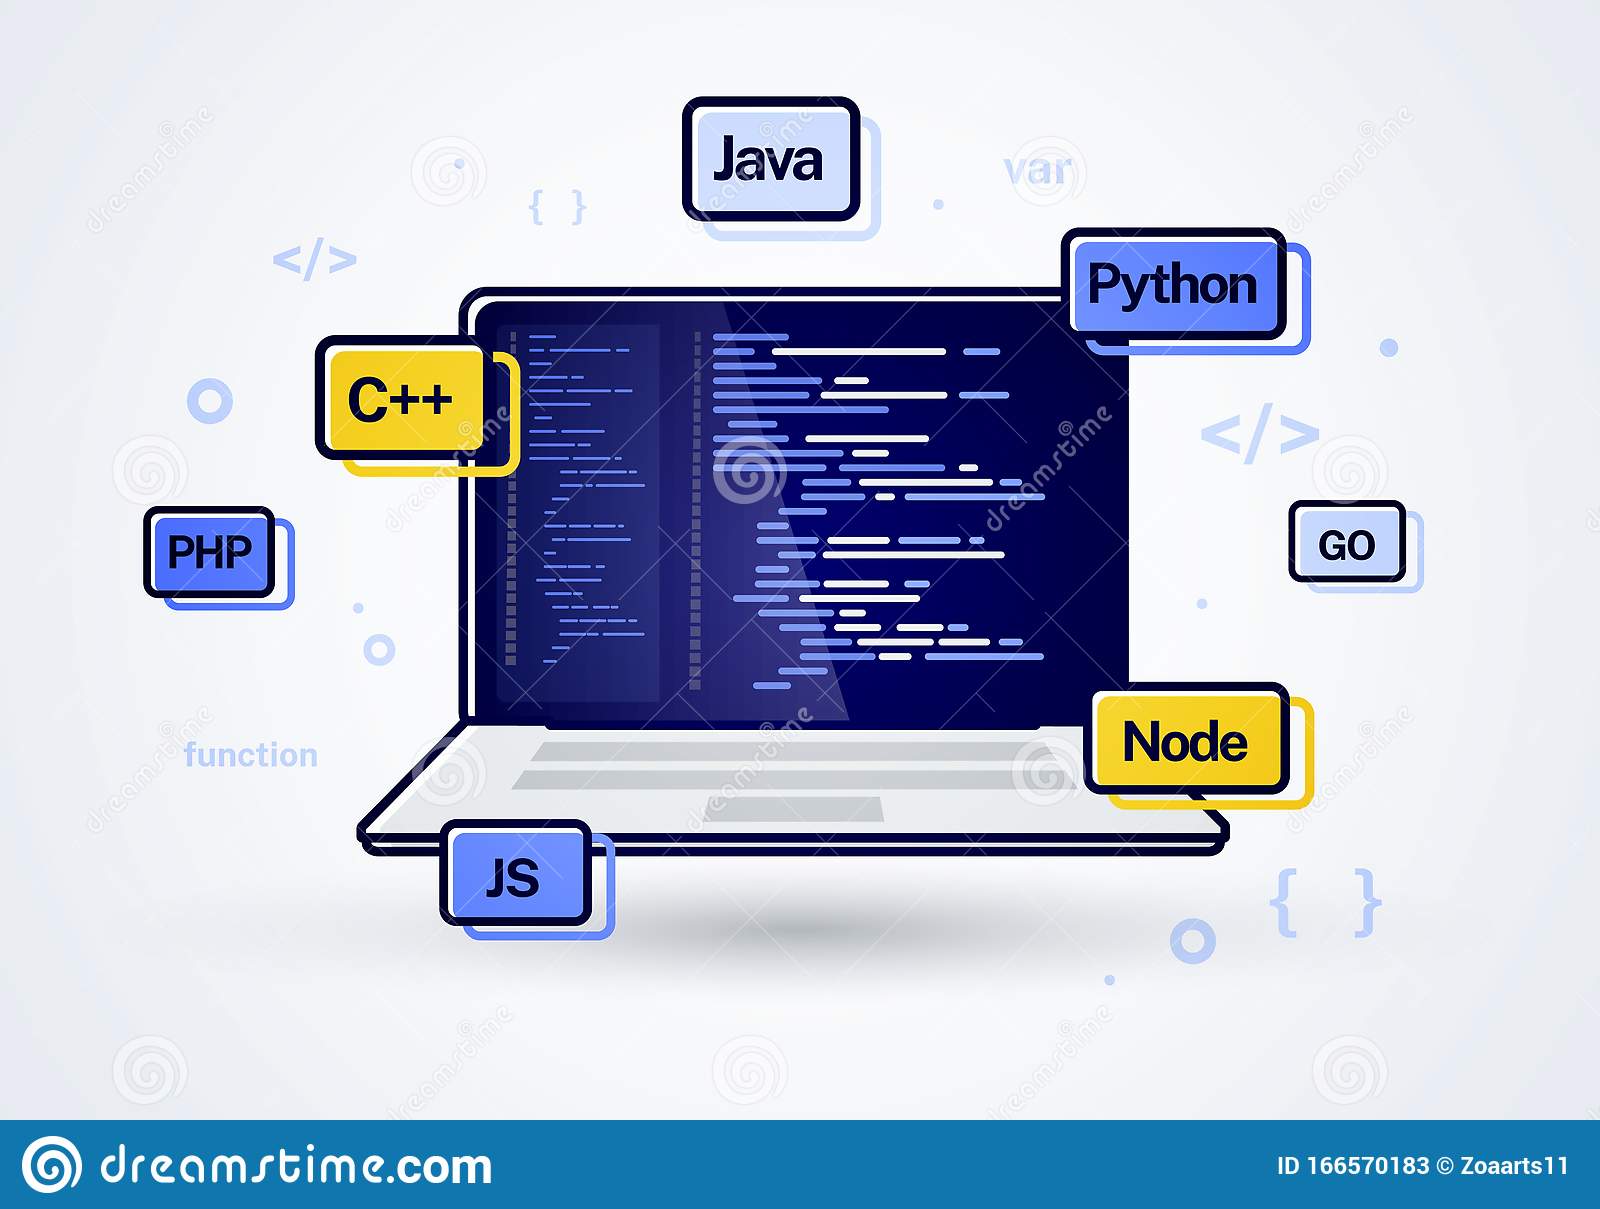 Java
var
{ }
</>
Python
C++
</>
PHP
GO
function
Node
JS
{ }
dreamstime.com
ID 166570183 © Zoaarts11